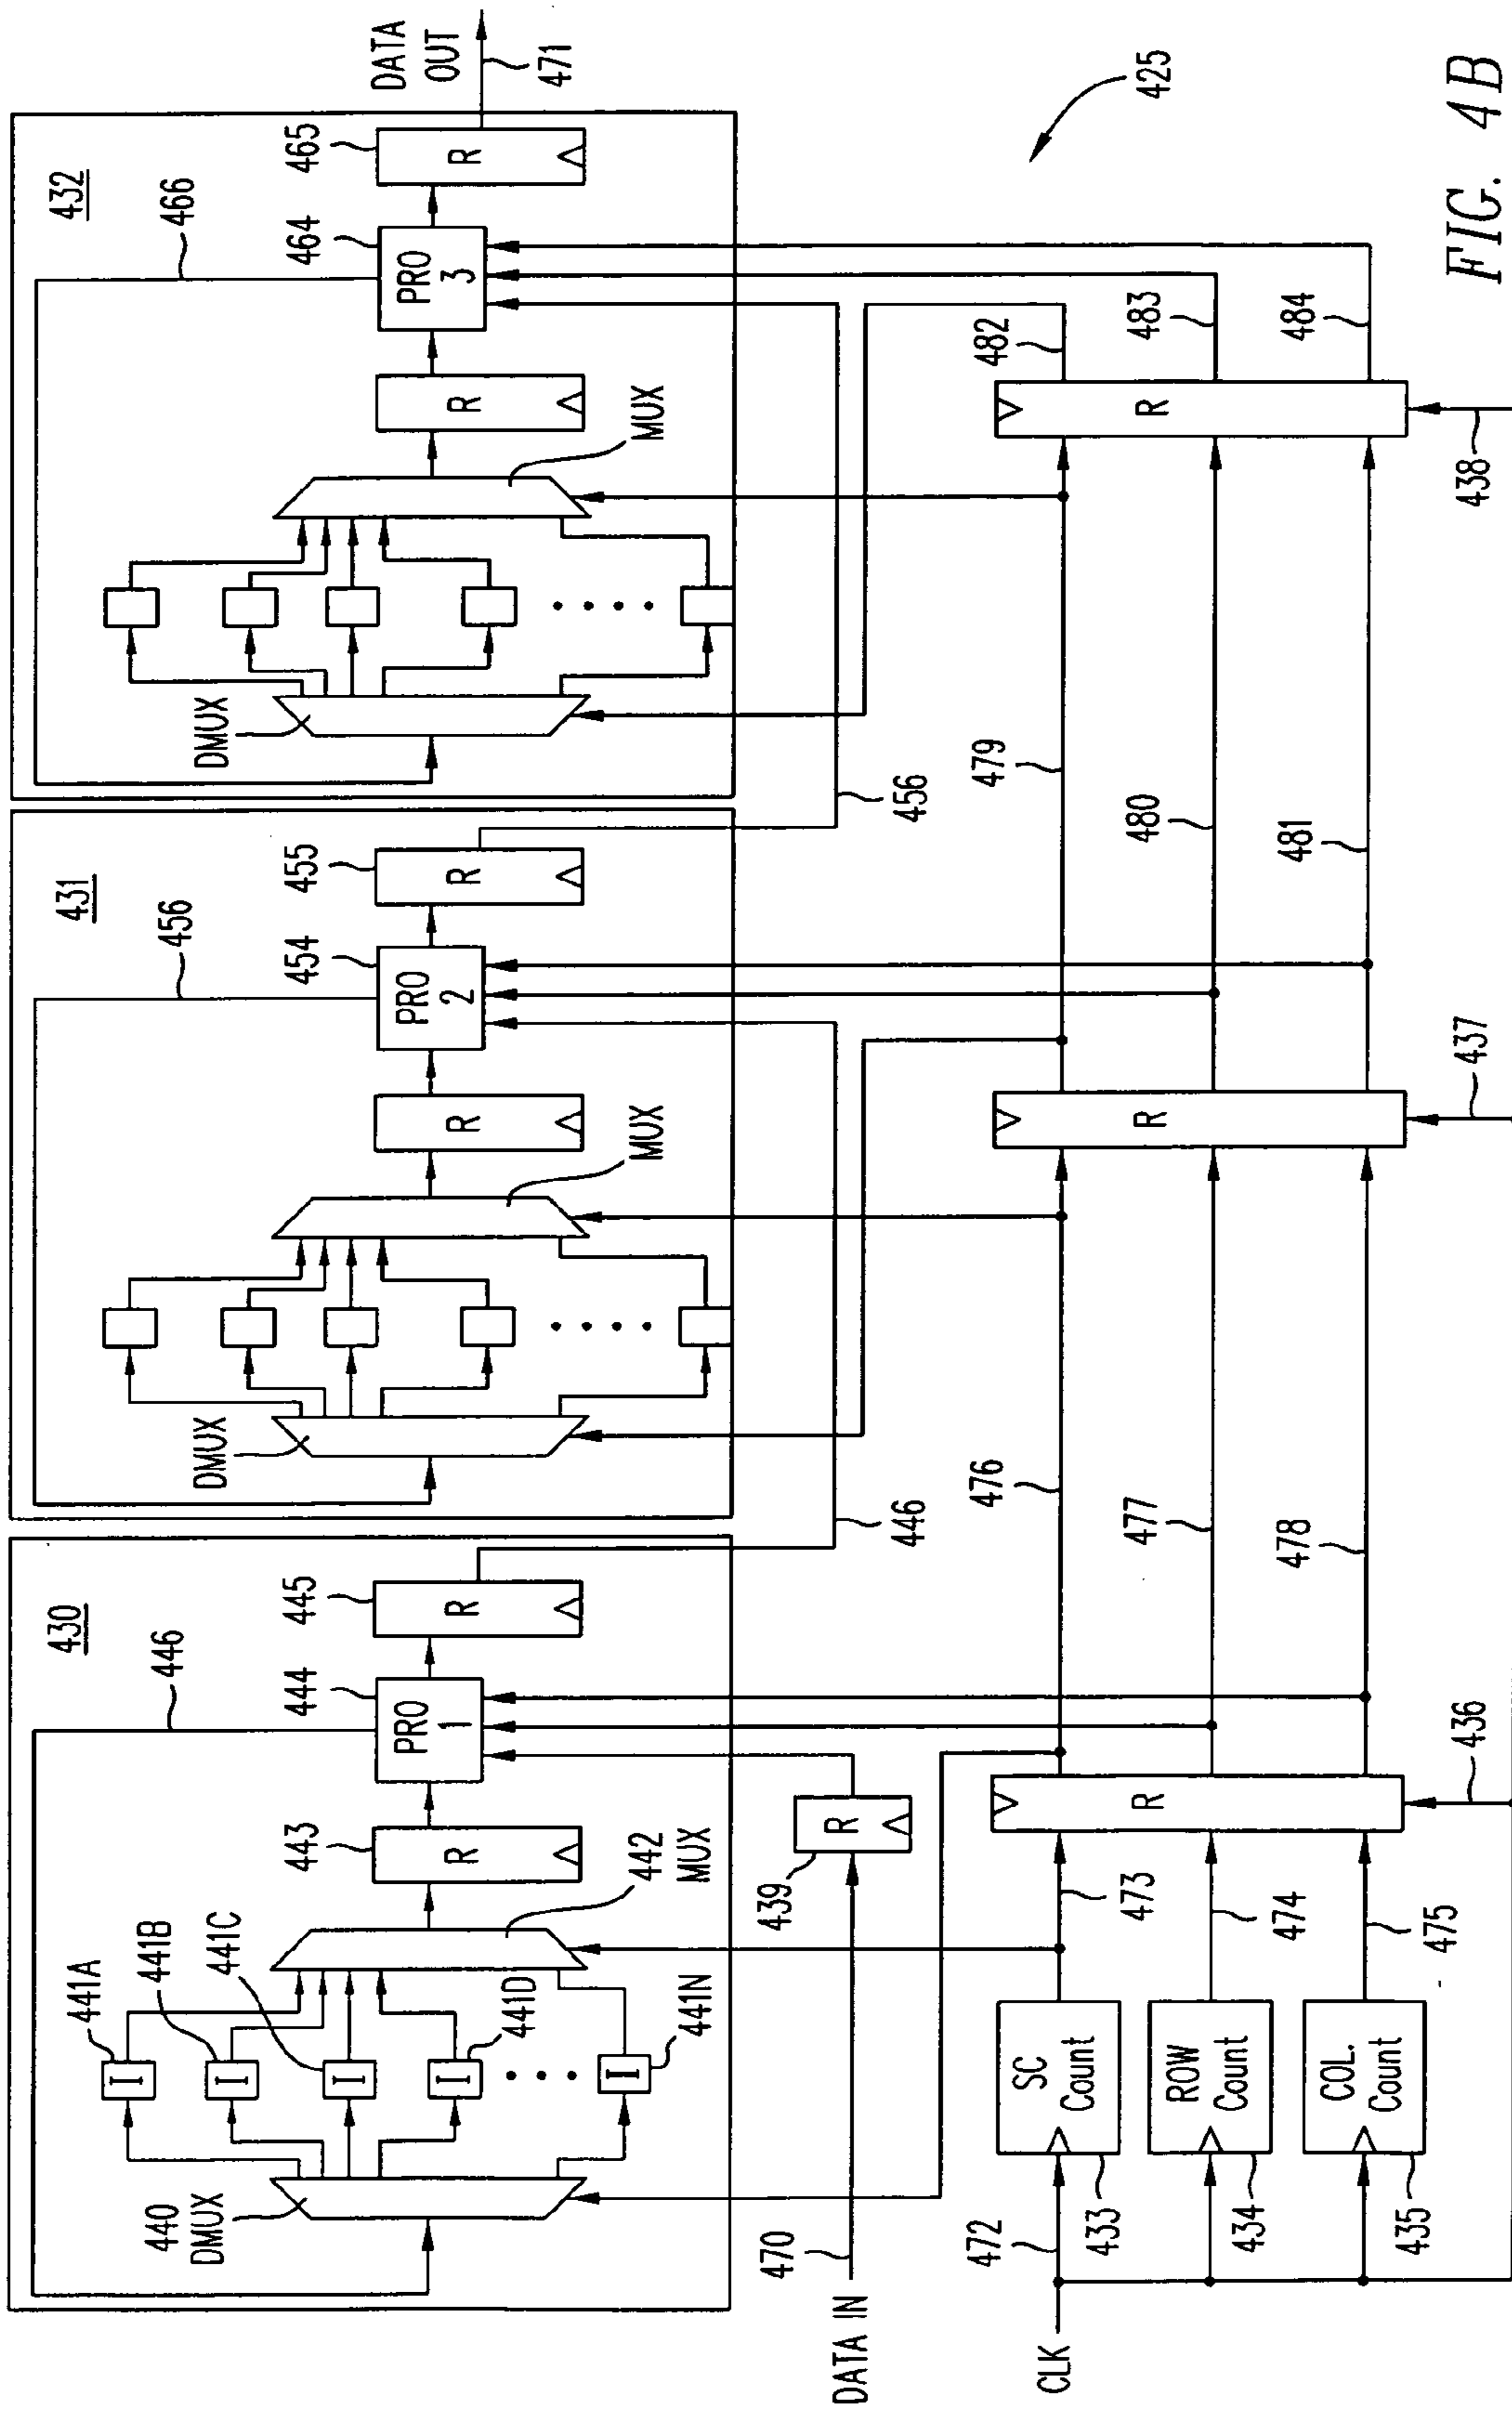 430
446
440
DMUX
441A
441B
441C
441D
441N
I
I
I
I
I
442
MUX
443
R
444
PRO
1
445
R
446
431
456
DMUX
MUX
R
454
PRO
2
455
R
456
432
466
DMUX
MUX
R
464
PRO
3
465
R
DATA
OUT
471
DATA IN
470
439
R
425
CLK
472
433
SC
Count
434
ROW
Count
435
COL.
Count
473
474
475
R
436
476
477
478
R
437
479
480
481
R
438
482
483
484
FIG. 4B